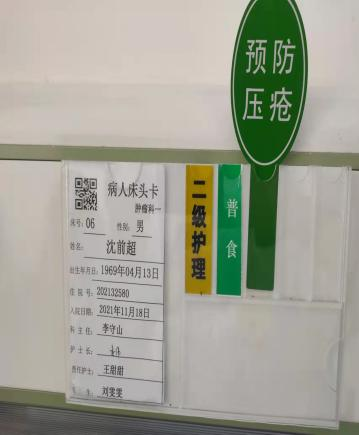 预防
压疮
病人床头卡
肿瘤科一
床号: 06 性别: 男
姓名: 沈前超
出生年月日: 1969年04月13日
住院号: 202132580
入院日期: 2021年11月18日
科主任: 李守山
护士长:
责任护士: 王甜甜
生: 刘雯雯
二级护理
普食